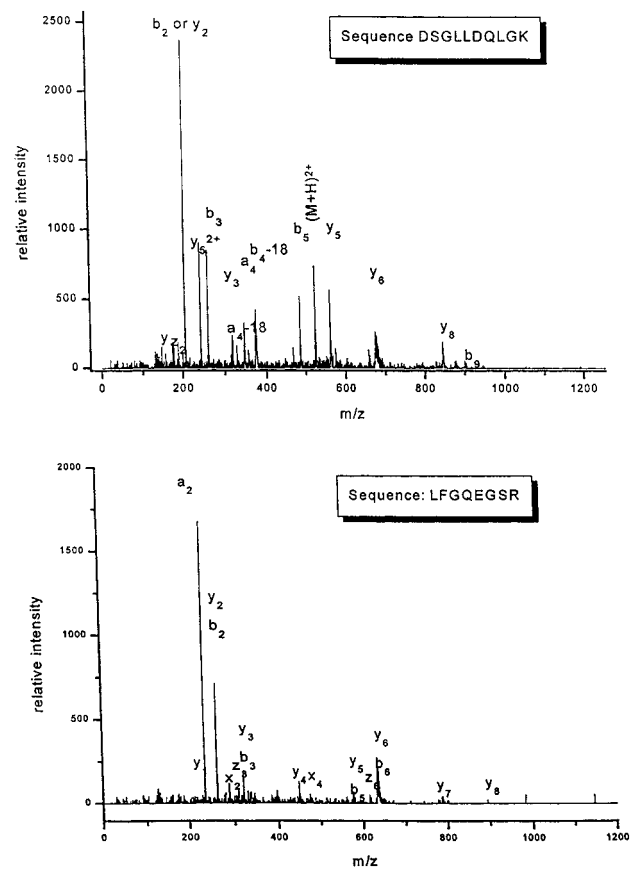 b2 or y2
Sequence DSGLLDQLGK
2500
2000
1500
1000
500
0
relative intensity
b3
y5 2+
y3
a4
b4-18
a4-18
b5
(M+H)2+
y5
y6
y8
b9
y
z2
0 200 400 600 800 1000 1200
m/z
2000
1500
1000
500
0
relative intensity
a2
Sequence: LFGQEGSR
y2
b2
y3
b3
z3
y
x2
y4
x4
y5
b5
z6
y6
b6
y7
y8
0 200 400 600 800 1000 1200
m/z